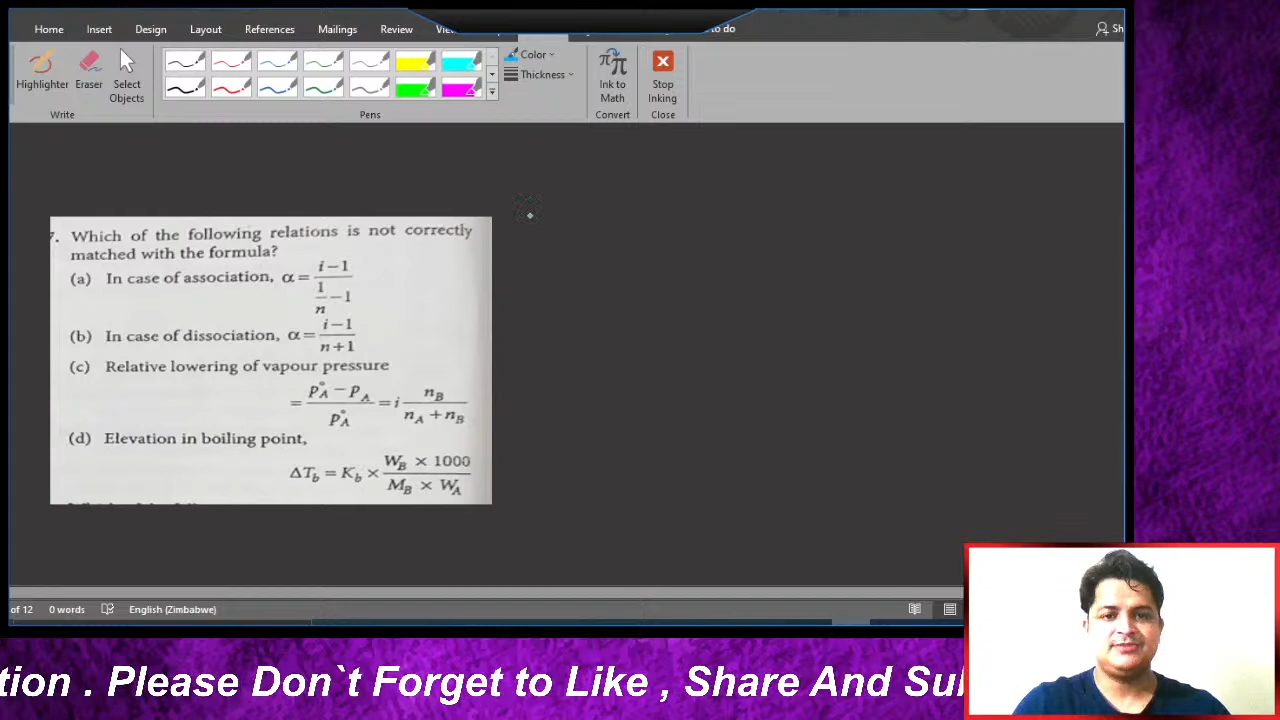 Home Insert Design Layout References Mailings Review to do
Color
Thickness
Highlighter Eraser Select Objects
Ink to Math
Stop Inking
Write Pens Convert Close
7. Which of the following relations is not correctly
matched with the formula?
(a) In case of association, α = (i − 1) / (1/n − 1)
(b) In case of dissociation, α = (i − 1) / (n + 1)
(c) Relative lowering of vapour pressure
= (P°A − PA) / P°A = i nB / (nA + nB)
(d) Elevation in boiling point,
ΔTb = Kb × (WB × 1000) / (MB × WA)
of 12 0 words English (Zimbabwe)
tion . Please Don`t Forget to Like , Share And Su